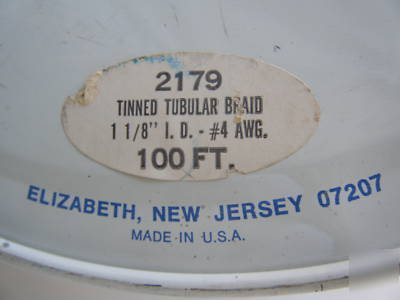 2179
TINNED TUBULAR BRAID
1 1/8" I.D. - #4 AWG.
100 FT.
ELIZABETH, NEW JERSEY 07207
MADE IN U.S.A.